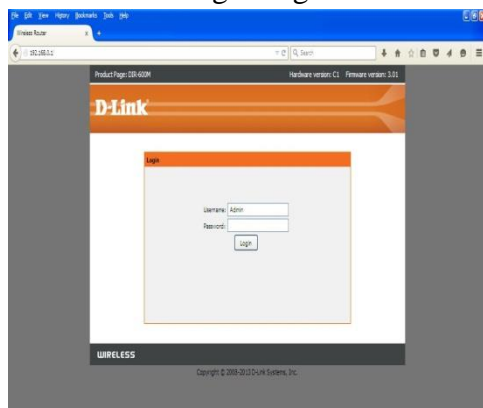 File Edit View History Bookmarks Tools Help
Wireless Router
192.168.0.1
Search
Product Page: DIR-600M Hardware version: C1 Firmware version: 3.01
D-Link
Login
Username: Admin
Password:
Login
WIRELESS
Copyright © 2008-2013 D-Link Systems, Inc.